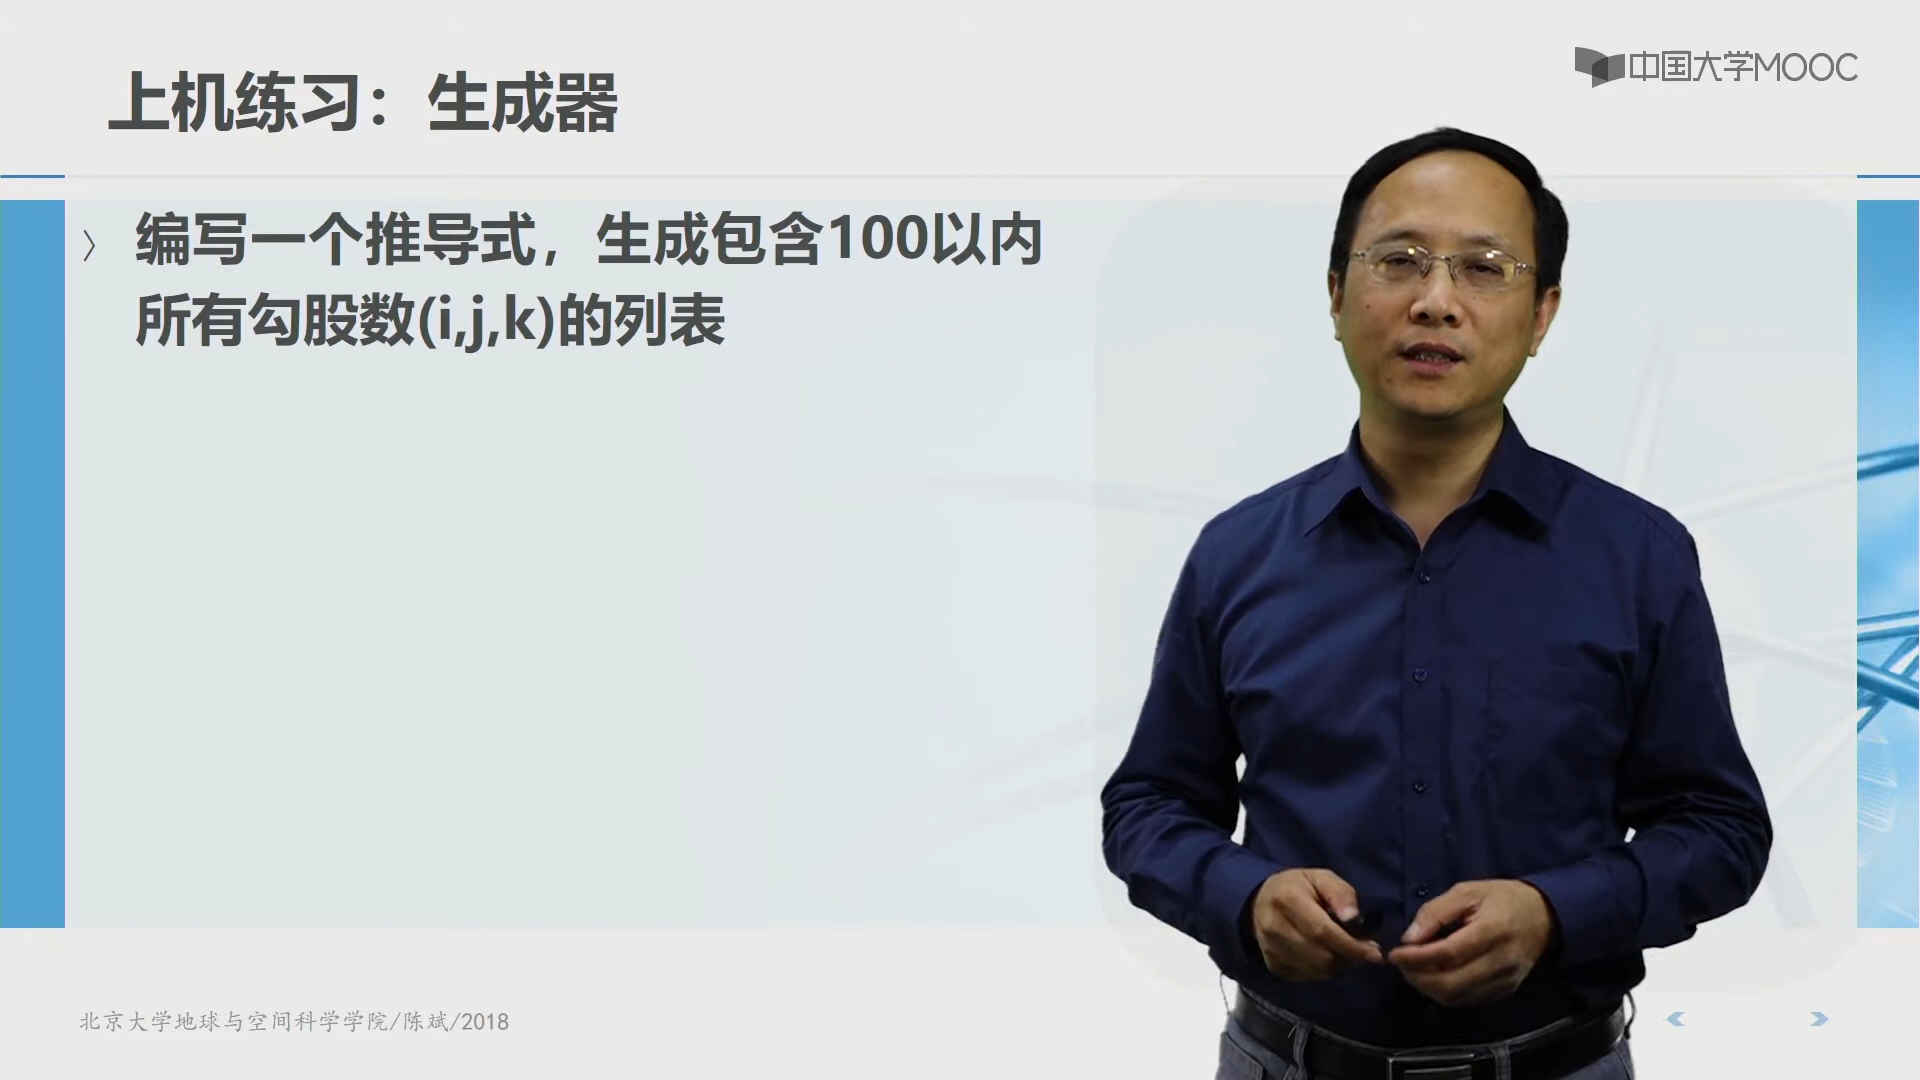 中国大学MOOC
上机练习：生成器
〉 编写一个推导式，生成包含100以内
所有勾股数(i,j,k)的列表
北京大学地球与空间科学学院/陈斌/2018